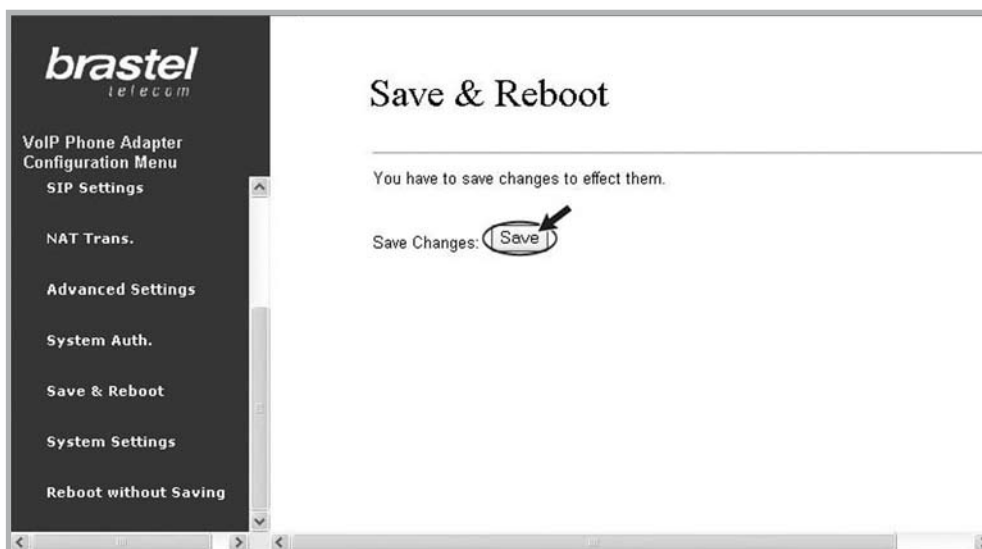 brastel
telecom
VoIP Phone Adapter
Configuration Menu
SIP Settings
NAT Trans.
Advanced Settings
System Auth.
Save & Reboot
System Settings
Reboot without Saving
Save & Reboot
You have to save changes to effect them.
Save Changes: Save